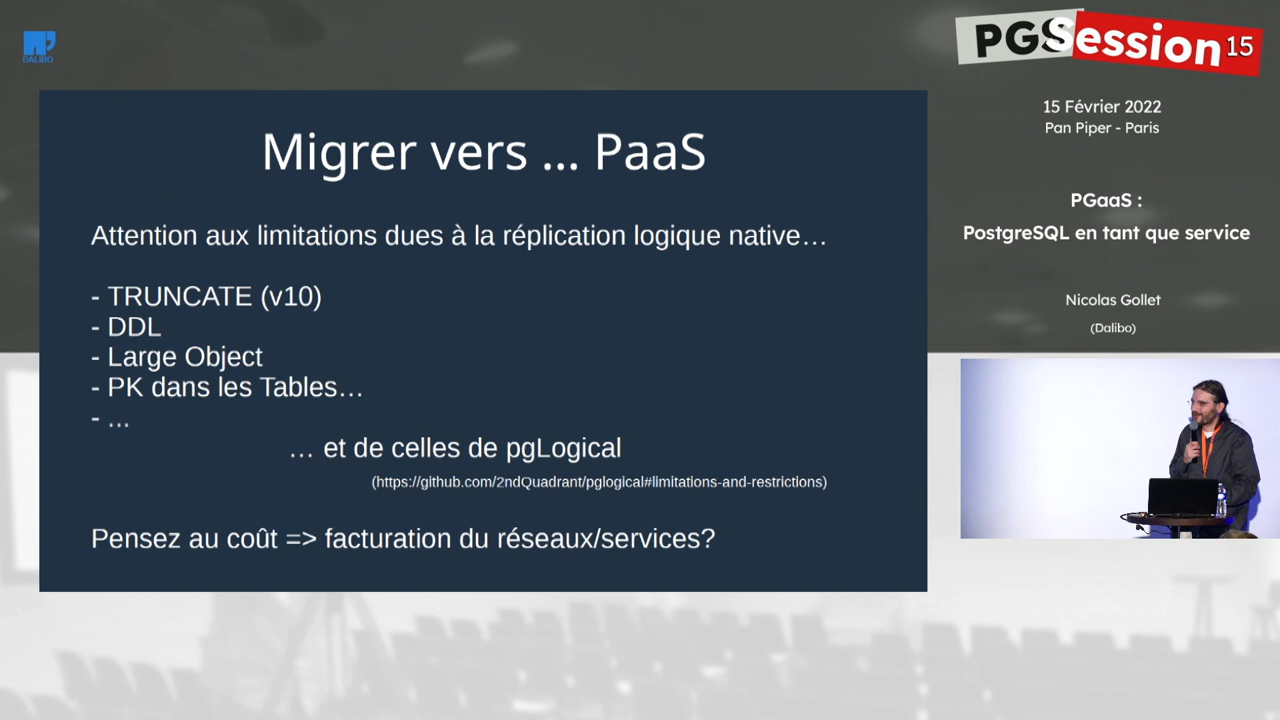 DALIBO
PGSession 15
15 Février 2022
Pan Piper - Paris
PGaaS :
PostgreSQL en tant que service
Nicolas Gollet
(Dalibo)
Migrer vers ... PaaS
Attention aux limitations dues à la réplication logique native…
- TRUNCATE (v10)
- DDL
- Large Object
- PK dans les Tables…
- ...
… et de celles de pgLogical
(https://github.com/2ndQuadrant/pglogical#limitations-and-restrictions)
Pensez au coût => facturation du réseaux/services?